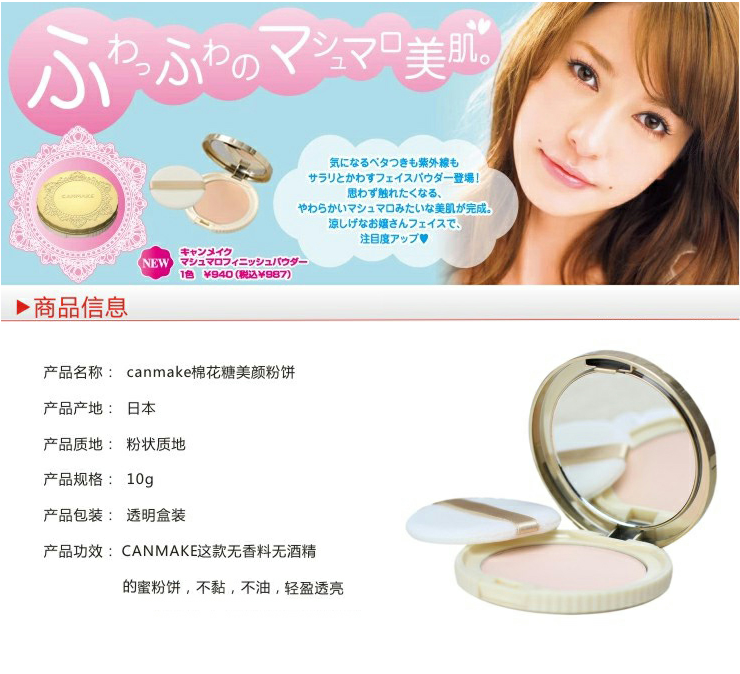 ふわっふわのマシュマロ美肌。
気になるベタつきも紫外線も
サラリとかわすフェイスパウダー登場!
思わず触れたくなる、
やわらかいマシュマロみたいな美肌が完成。
涼しげなお嬢さんフェイスで、
注目度アップ♥
CANMAKE
NEW
キャンメイク
マシュマロフィニッシュパウダー
1色 ¥940(税込¥987)
▶商品信息
产品名称: canmake棉花糖美颜粉饼
产品产地: 日本
产品质地: 粉状质地
产品规格: 10g
产品包装: 透明盒装
产品功效: CANMAKE这款无香料无酒精
的蜜粉饼,不黏,不油,轻盈透亮